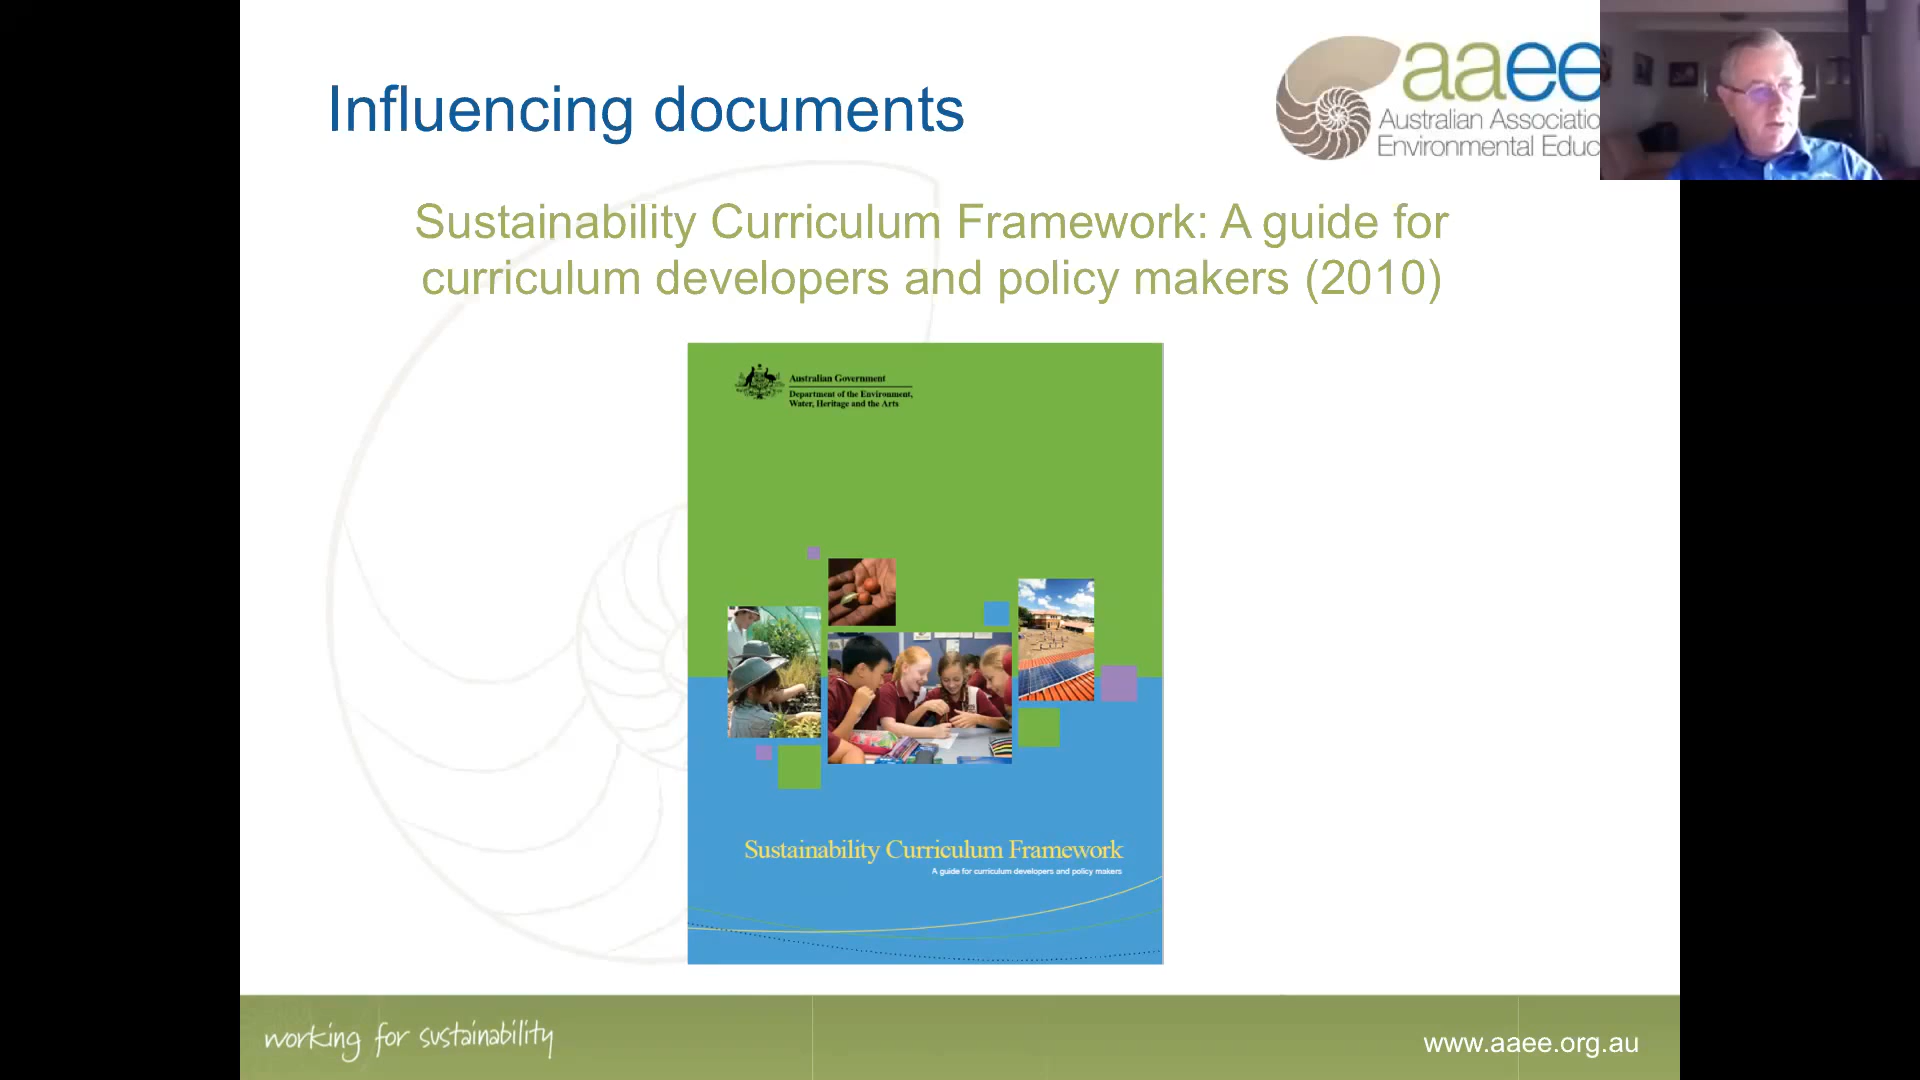 Influencing documents
aaee
Australian Associatio
Environmental Educ
Sustainability Curriculum Framework: A guide for
curriculum developers and policy makers (2010)
Australian Government
Department of the Environment,
Water, Heritage and the Arts
Sustainability Curriculum Framework
A guide for curriculum developers and policy makers
working for sustainability
www.aaee.org.au